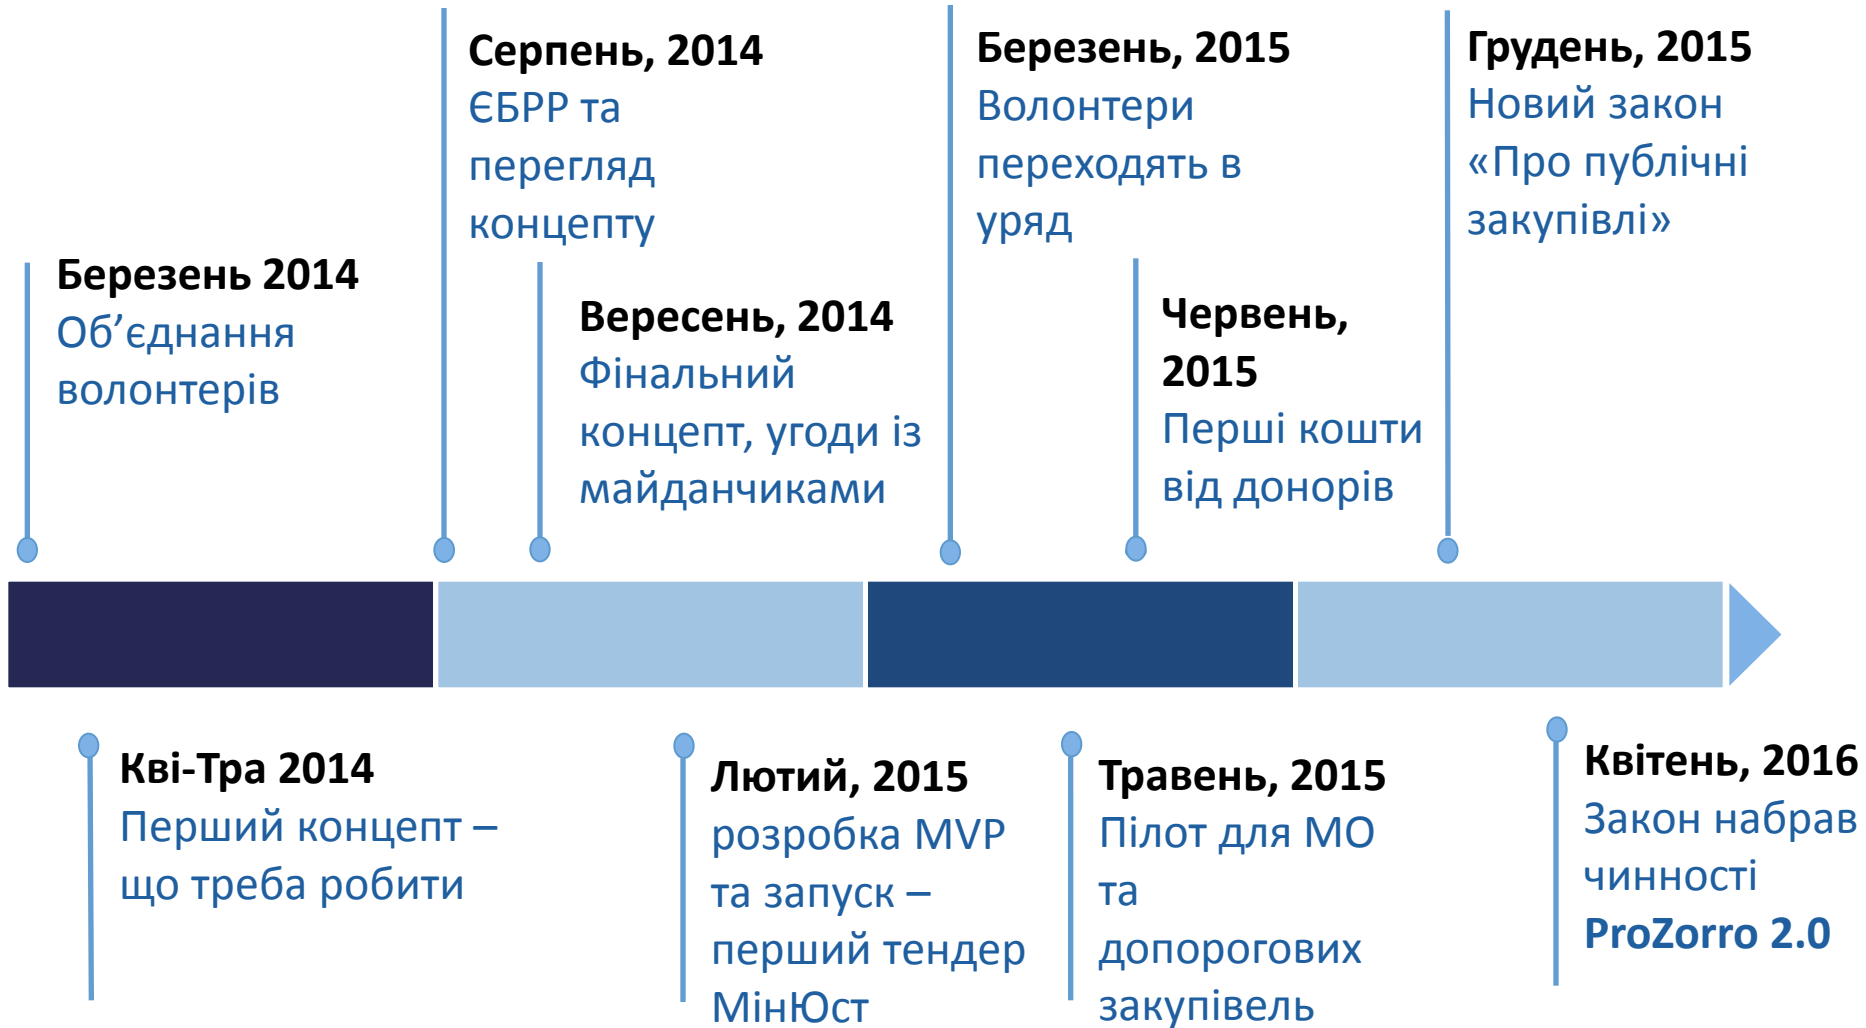 Березень 2014
Об’єднання
волонтерів
Серпень, 2014
ЄБРР та
перегляд
концепту
Вересень, 2014
Фінальний
концепт, угоди із
майданчиками
Березень, 2015
Волонтери
переходять в
уряд
Червень,
2015
Перші кошти
від донорів
Грудень, 2015
Новий закон
«Про публічні
закупівлі»
Кві-Тра 2014
Перший концепт –
що треба робити
Лютий, 2015
розробка MVP
та запуск –
перший тендер
МінЮст
Травень, 2015
Пілот для МО
та
допорогових
закупівель
Квітень, 2016
Закон набрав
чинності
ProZorro 2.0